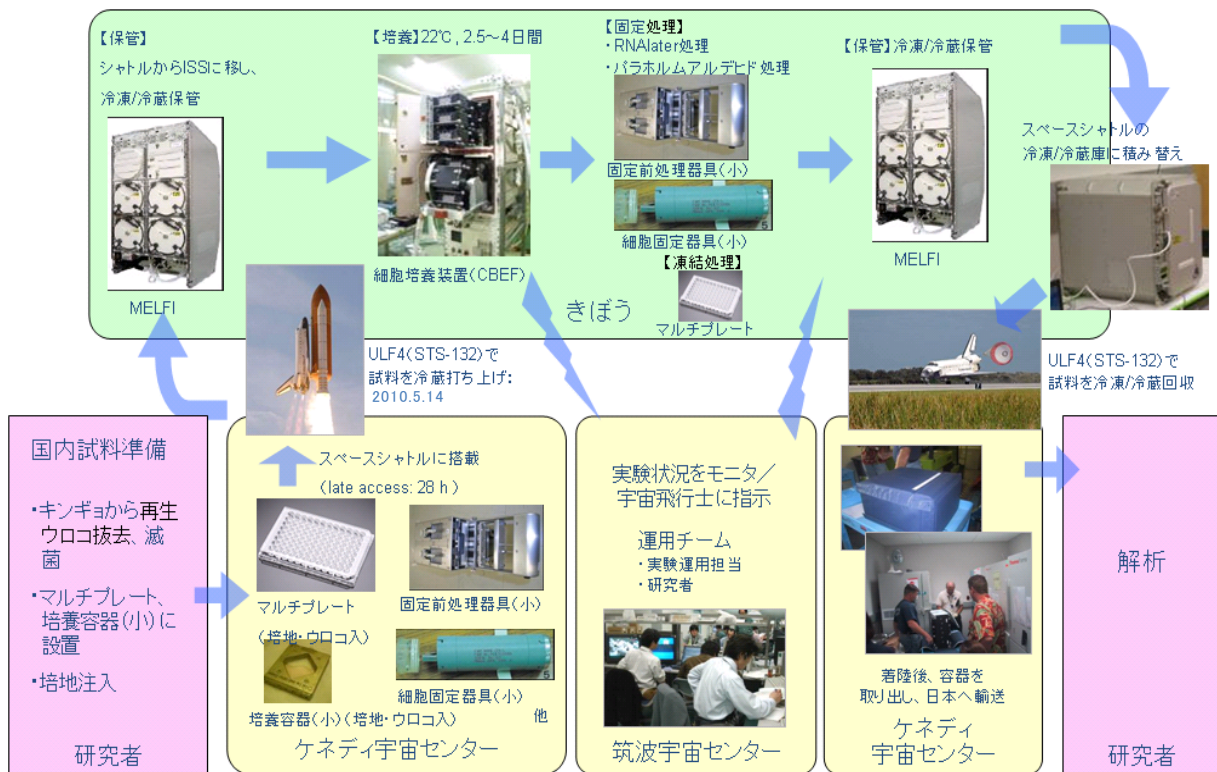 【保管】
シャトルからISSに移し、
冷凍/冷蔵保管
MELFI
【培養】22℃, 2.5～4日間
細胞培養装置(CBEF)
【固定処理】
・RNAlater処理
・パラホルムアルデヒド処理
固定前処理器具(小)
細胞固定器具(小)
【凍結処理】
マルチプレート
【保管】冷凍/冷蔵保管
MELFI
きぼう
スペースシャトルの
冷凍/冷蔵庫に積み替え
ULF4(STS-132)で
試料を冷蔵打ち上げ：
2010.5.14
ULF4(STS-132)で
試料を冷凍/冷蔵回収
国内試料準備
・キンギョから再生
ウロコ抜去、滅
菌
・マルチプレート、
培養容器(小)に
設置
・培地注入
研究者
スペースシャトルに搭載
(late access: 28 h )
マルチプレート
(培地・ウロコ入)
固定前処理器具(小)
細胞固定器具(小)
培養容器(小)(培地・ウロコ入)
他
ケネディ宇宙センター
実験状況をモニタ／
宇宙飛行士に指示
運用チーム
・実験運用担当
・研究者
筑波宇宙センター
着陸後、容器を
取り出し、日本へ輸送
ケネディ
宇宙センター
解析
研究者